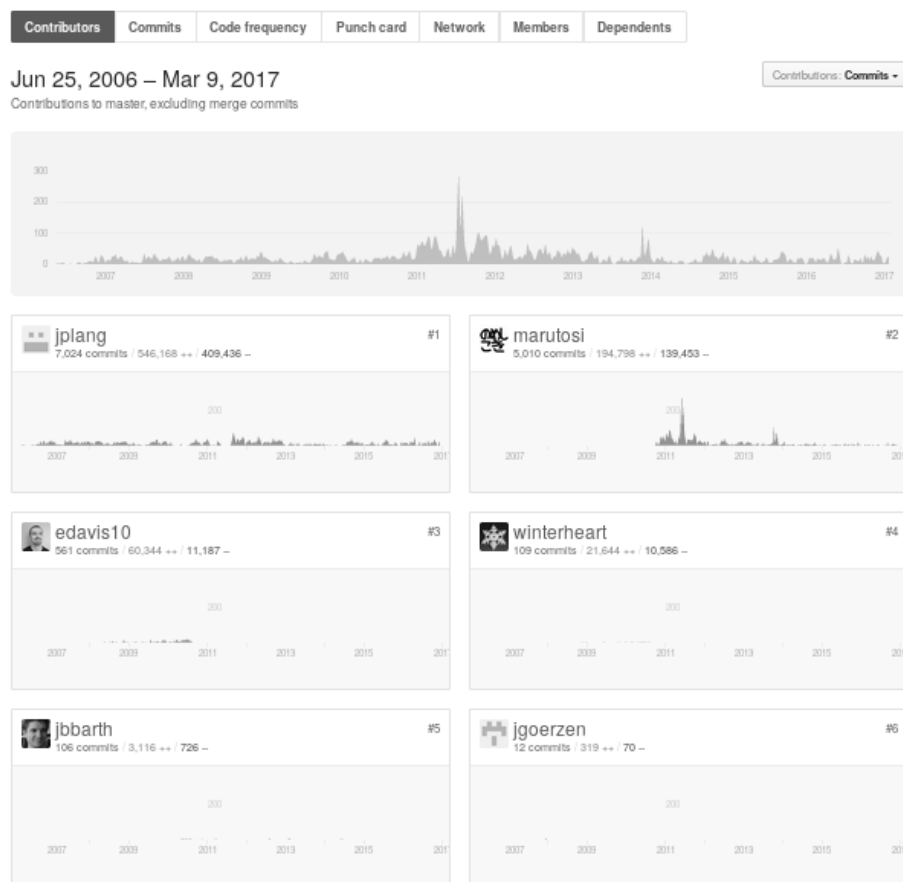 Contributors Commits Code frequency Punch card Network Members Dependents
Jun 25, 2006 – Mar 9, 2017
Contributions: Commits
Contributions to master, excluding merge commits
300
200
100
0
2007 2008 2009 2010 2011 2012 2013 2014 2015 2016 2017
jplang #1
7,024 commits / 546,168 ++ / 409,436 --
200
2007 2009 2011 2013 2015
marutosi #2
5,010 commits / 194,798 ++ / 139,453 --
200
2007 2009 2011 2013 2015
edavis10 #3
561 commits / 60,344 ++ / 11,187 --
200
2007 2009 2011 2013 2015
winterheart #4
109 commits / 21,644 ++ / 10,586 --
200
2007 2009 2011 2013 2015
jbbarth #5
106 commits / 3,116 ++ / 726 --
200
2007 2009 2011 2013 2015
jgoerzen #6
12 commits / 319 ++ / 70 --
200
2007 2009 2011 2013 2015